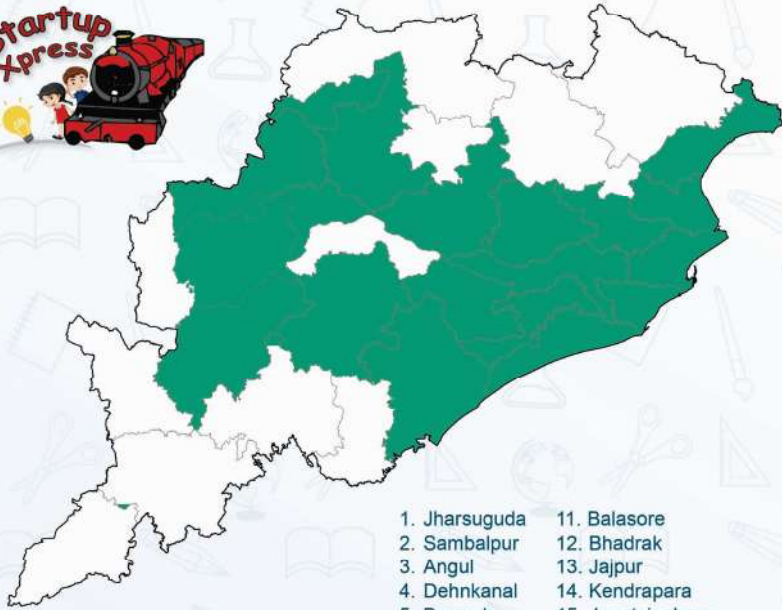 Startup
Xpress
1. Jharsuguda
2. Sambalpur
3. Angul
4. Dehnkanal
11. Balasore
12. Bhadrak
13. Jajpur
14. Kendrapara